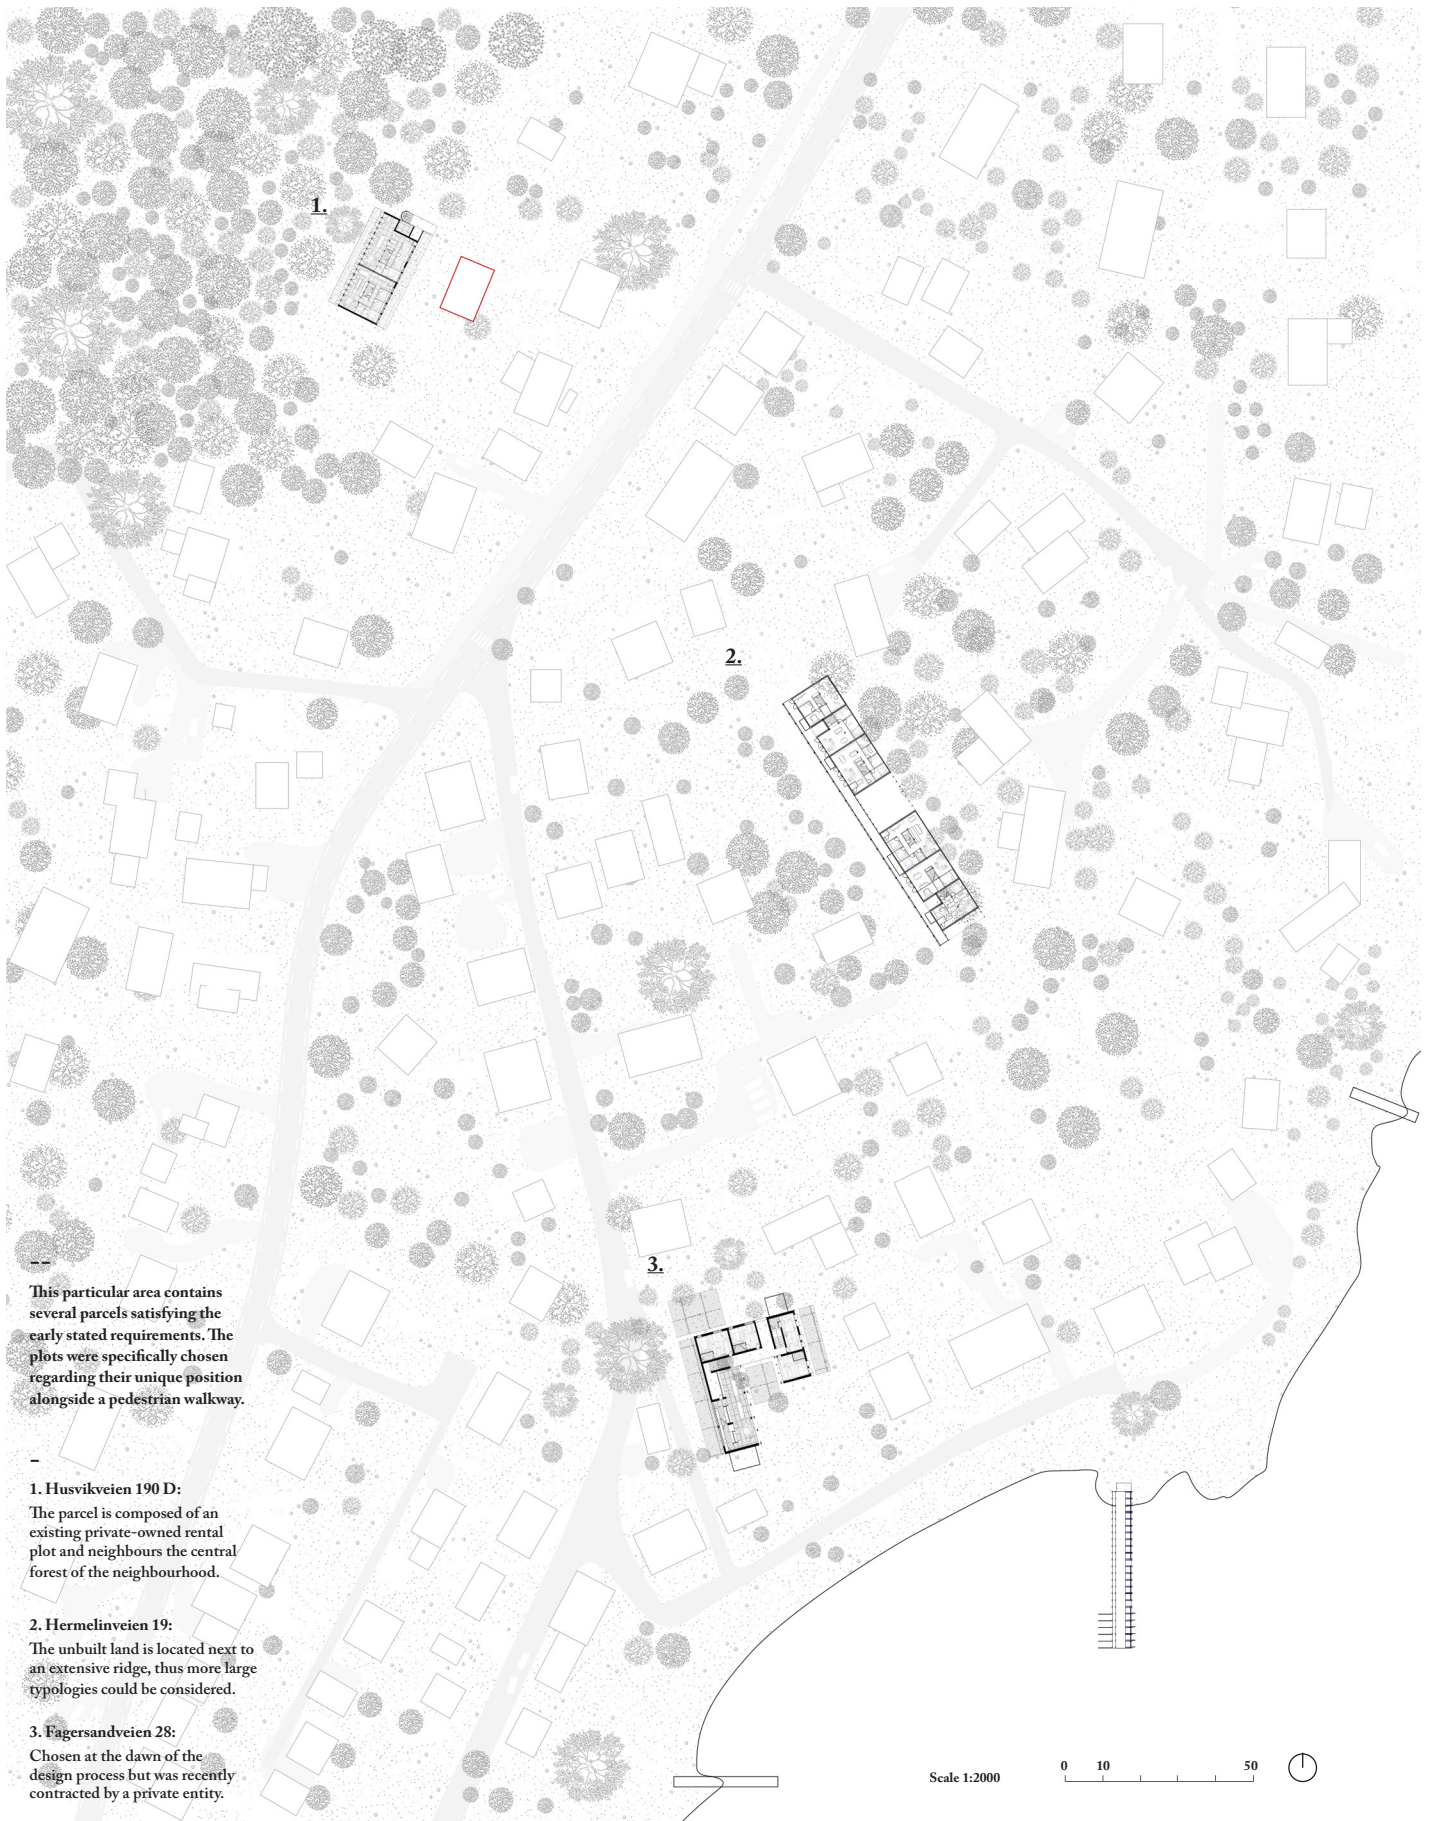 1.
2.
3.
--
This particular area contains
several parcels satisfying the
early stated requirements. The
plots were specifically chosen
regarding their unique position
alongside a pedestrian walkway.
-
1. Husvikveien 190 D:
The parcel is composed of an
existing private-owned rental
plot and neighbours the central
forest of the neighbourhood.
2. Hermelinveien 19:
The unbuilt land is located next to
an extensive ridge, thus more large
typologies could be considered.
3. Fagersandveien 28:
Chosen at the dawn of the
design process but was recently
contracted by a private entity.
Scale 1:2000
0 10 50